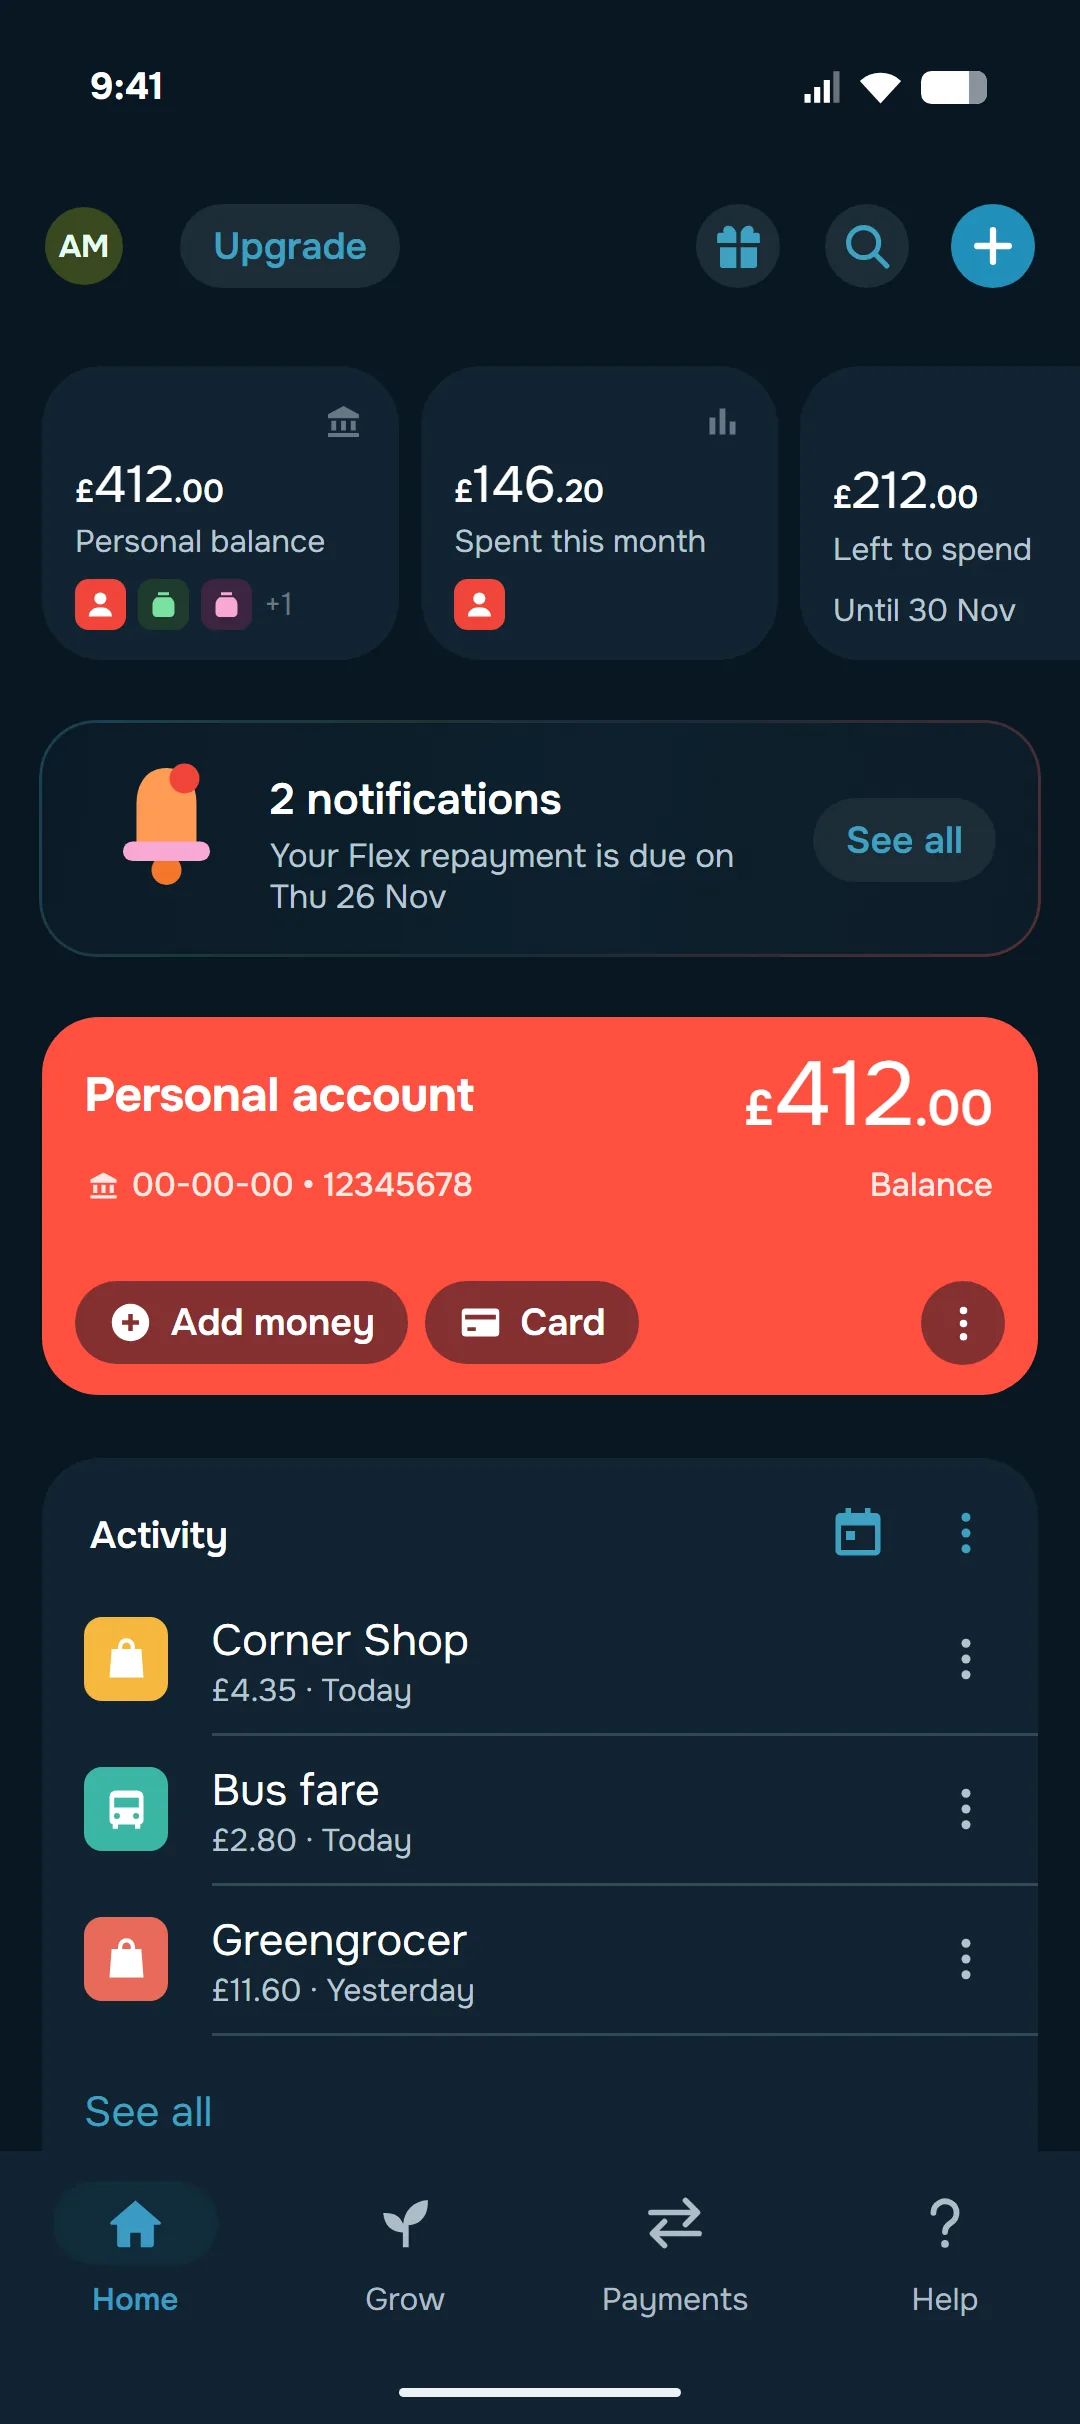 9:41
AM
Upgrade
£412.00
Personal balance
+1
£146.20
Spent this month
£212.00
Left to spend
Until 30 Nov
2 notifications
Your Flex repayment is due on
Thu 26 Nov
See all
Personal account
£412.00
00-00-00 • 12345678
Balance
Add money
Card
Activity
Corner Shop
£4.35 · Today
Bus fare
£2.80 · Today
Greengrocer
£11.60 · Yesterday
See all
Home
Grow
Payments
Help